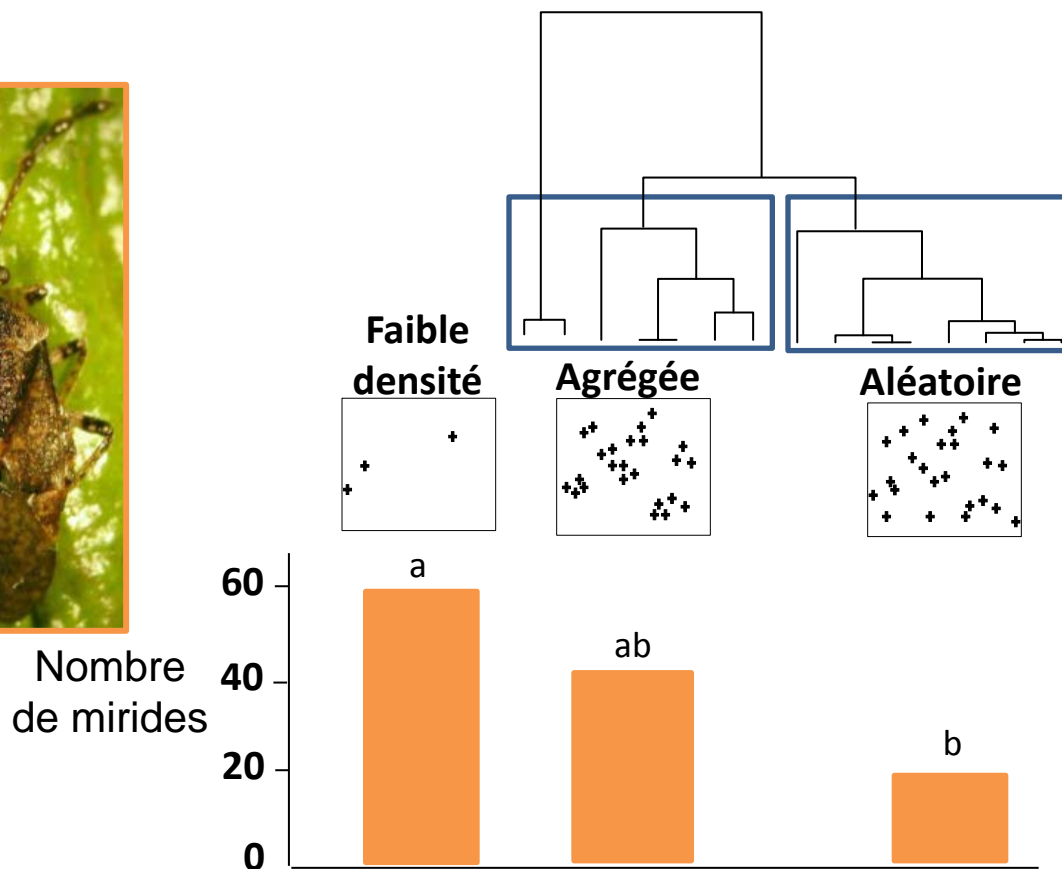 Faible
densité
Agrégée
Aléatoire
60
40
20
0
Nombre
de mirides
a
ab
b